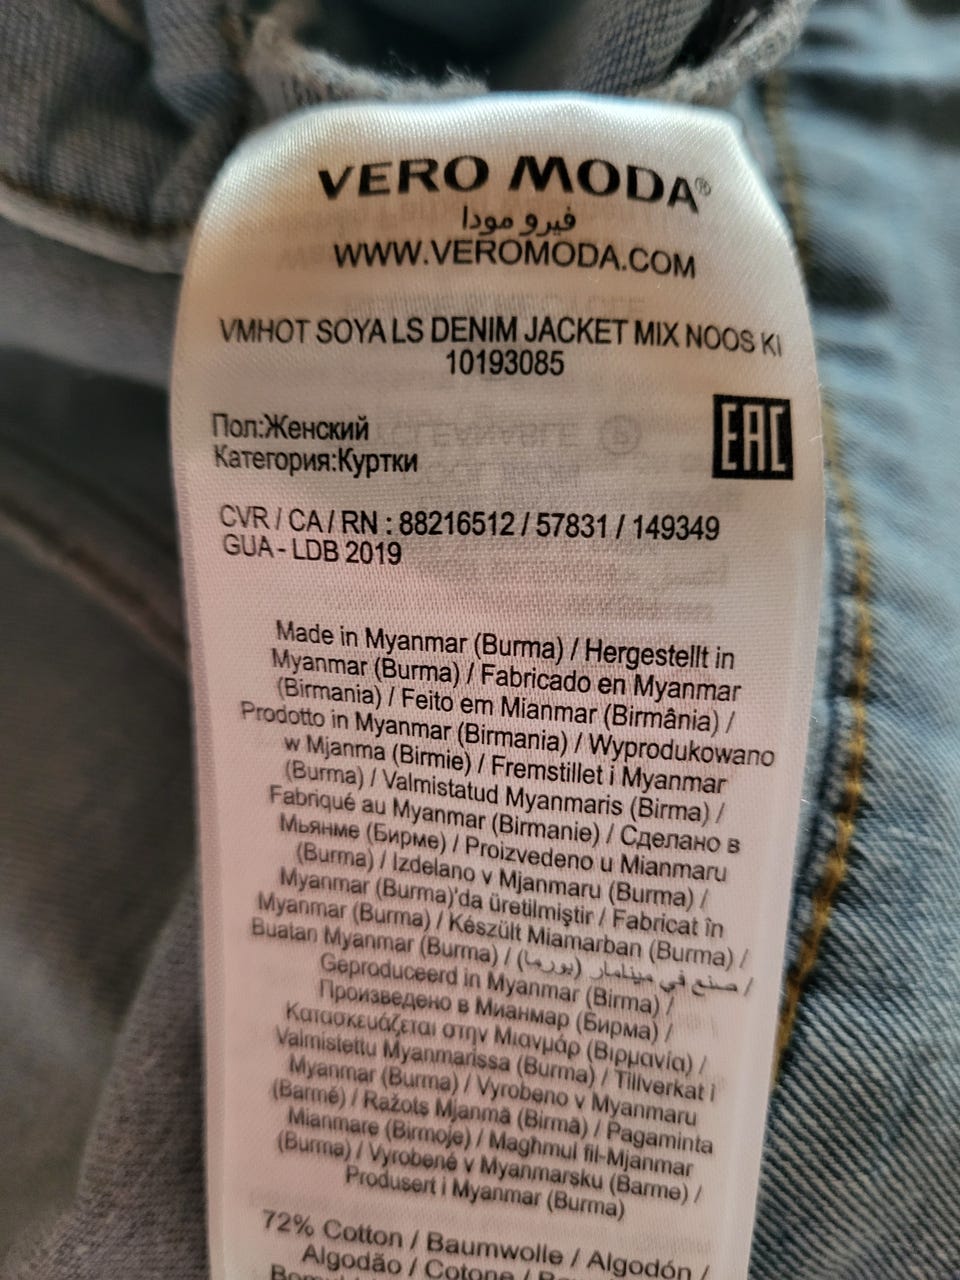 VERO MODA®
فيرو مودا
WWW.VEROMODA.COM
VMHOT SOYA LS DENIM JACKET MIX NOOS KI
10193085
Пол:Женский
Категория:Куртки
EAC
CVR / CA / RN : 88216512 / 57831 / 149349
GUA - LDB 2019
Made in Myanmar (Burma) / Hergestellt in
Myanmar (Burma) / Fabricado en Myanmar
(Birmania) / Feito em Mianmar (Birmânia) /
Prodotto in Myanmar (Birmania) / Wyprodukowano
w Mjanma (Birmie) / Fremstillet i Myanmar
(Burma) / Valmistatud Myanmaris (Birma) /
Fabriqué au Myanmar (Birmanie) / Сделано в
Мьянме (Бирме) / Proizvedeno u Mianmaru
(Burma) / Izdelano v Mjanmaru (Burma) /
Myanmar (Burma)'da üretilmiştir / Fabricat în
Myanmar (Burma) / Készült Miamarban (Burma) /
Buatan Myanmar (Burma) / صنع في مينامار (بورما) /
Geproduceerd in Myanmar (Birma) /
Произведено в Мианмар (Бирма) /
Κατασκευάζεται στην Μιανμάρ (Βιρμανία) /
Valmistettu Myanmarissa (Burma) / Tillverkat i
Myanmar (Burma) / Vyrobeno v Myanmaru
(Barmě) / Ražots Mjanmā (Birmā) / Pagaminta
Mianmare (Birmoje) / Maghmul fil-Mjanmar
(Burma) / Vyrobené v Myanmarsku (Barme) /
Produsert i Myanmar (Burma)
72% Cotton / Baumwolle / Algodón /
Algodão / Cotone /